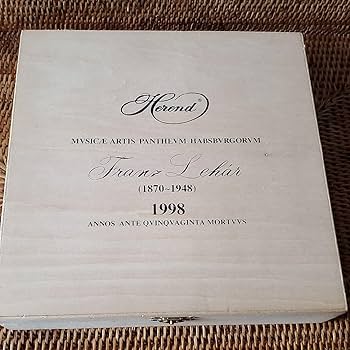 Herend®
MVSICÆ ARTIS PANTHEVM HABSBVRGORVM
Franz Lehár
(1870-1948)
1998
ANNOS ANTE QVINQVAGINTA MORTVVS